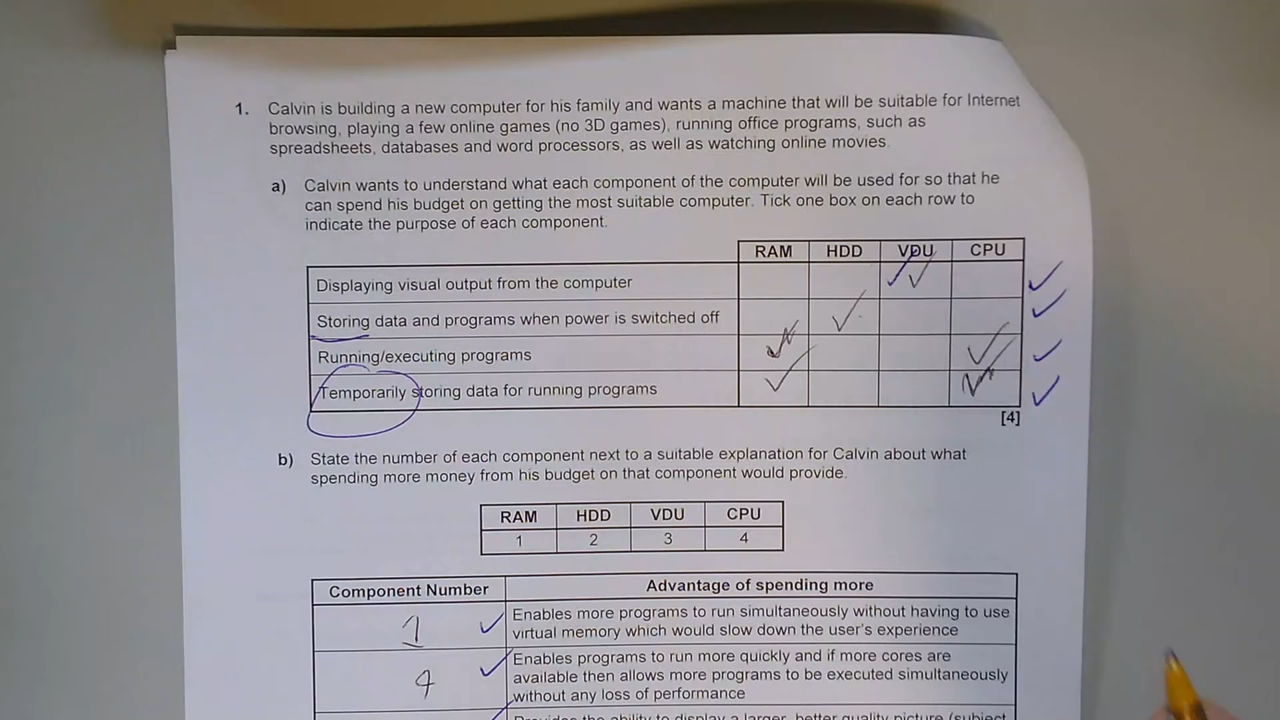 1. Calvin is building a new computer for his family and wants a machine that will be suitable for Internet
browsing, playing a few online games (no 3D games), running office programs, such as
spreadsheets, databases and word processors, as well as watching online movies.
a) Calvin wants to understand what each component of the computer will be used for so that he
can spend his budget on getting the most suitable computer. Tick one box on each row to
indicate the purpose of each component.
RAM HDD VDU CPU
Displaying visual output from the computer
Storing data and programs when power is switched off
Running/executing programs
Temporarily storing data for running programs
[4]
b) State the number of each component next to a suitable explanation for Calvin about what
spending more money from his budget on that component would provide.
RAM HDD VDU CPU
1 2 3 4
Component Number Advantage of spending more
1 Enables more programs to run simultaneously without having to use
virtual memory which would slow down the user's experience
4 Enables programs to run more quickly and if more cores are
available then allows more programs to be executed simultaneously
without any loss of performance
Provides the ability to display a larger, better quality picture (subject